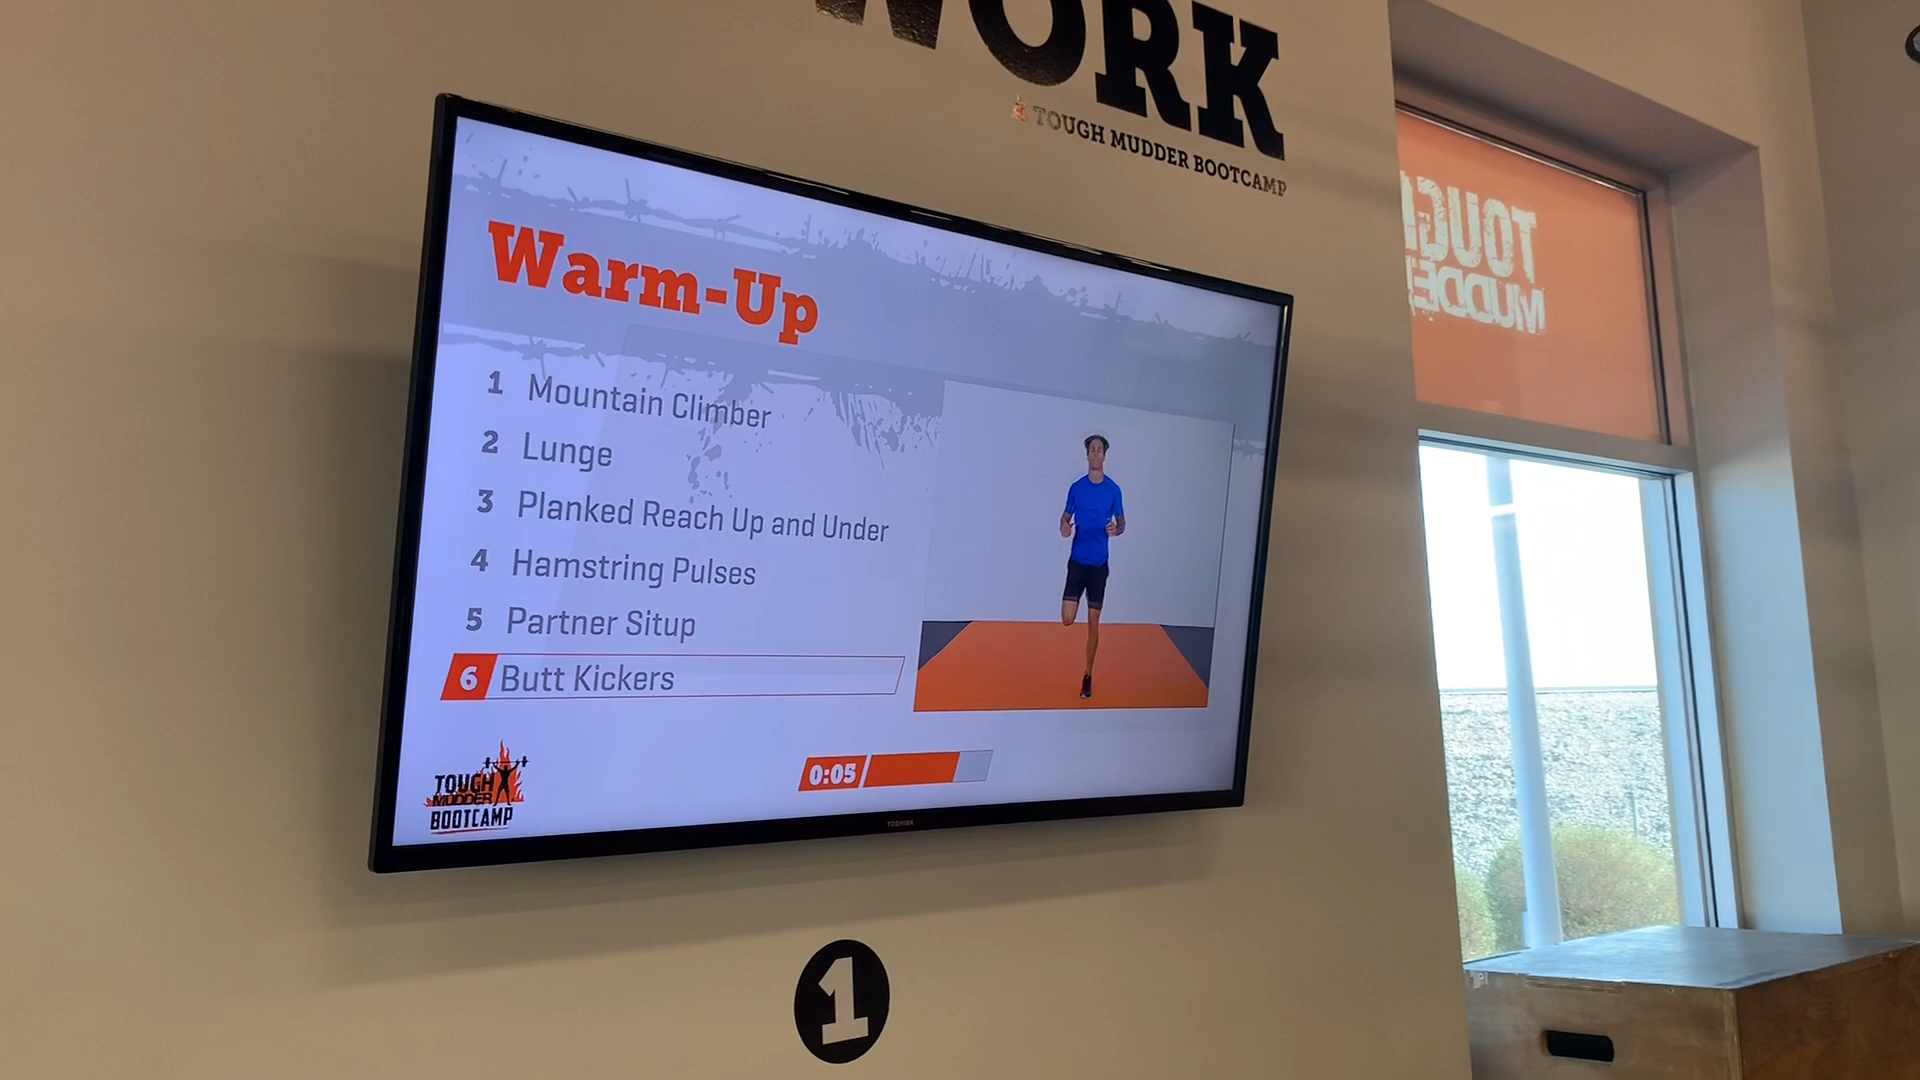 WORK
A TOUGH MUDDER BOOTCAMP
TOUGH
MUDDER
Warm-Up
1 Mountain Climber
2 Lunge
3 Planked Reach Up and Under
4 Hamstring Pulses
5 Partner Situp
6 Butt Kickers
0:05
TOUGH
MUDDER
BOOTCAMP
TOSHIBA
1